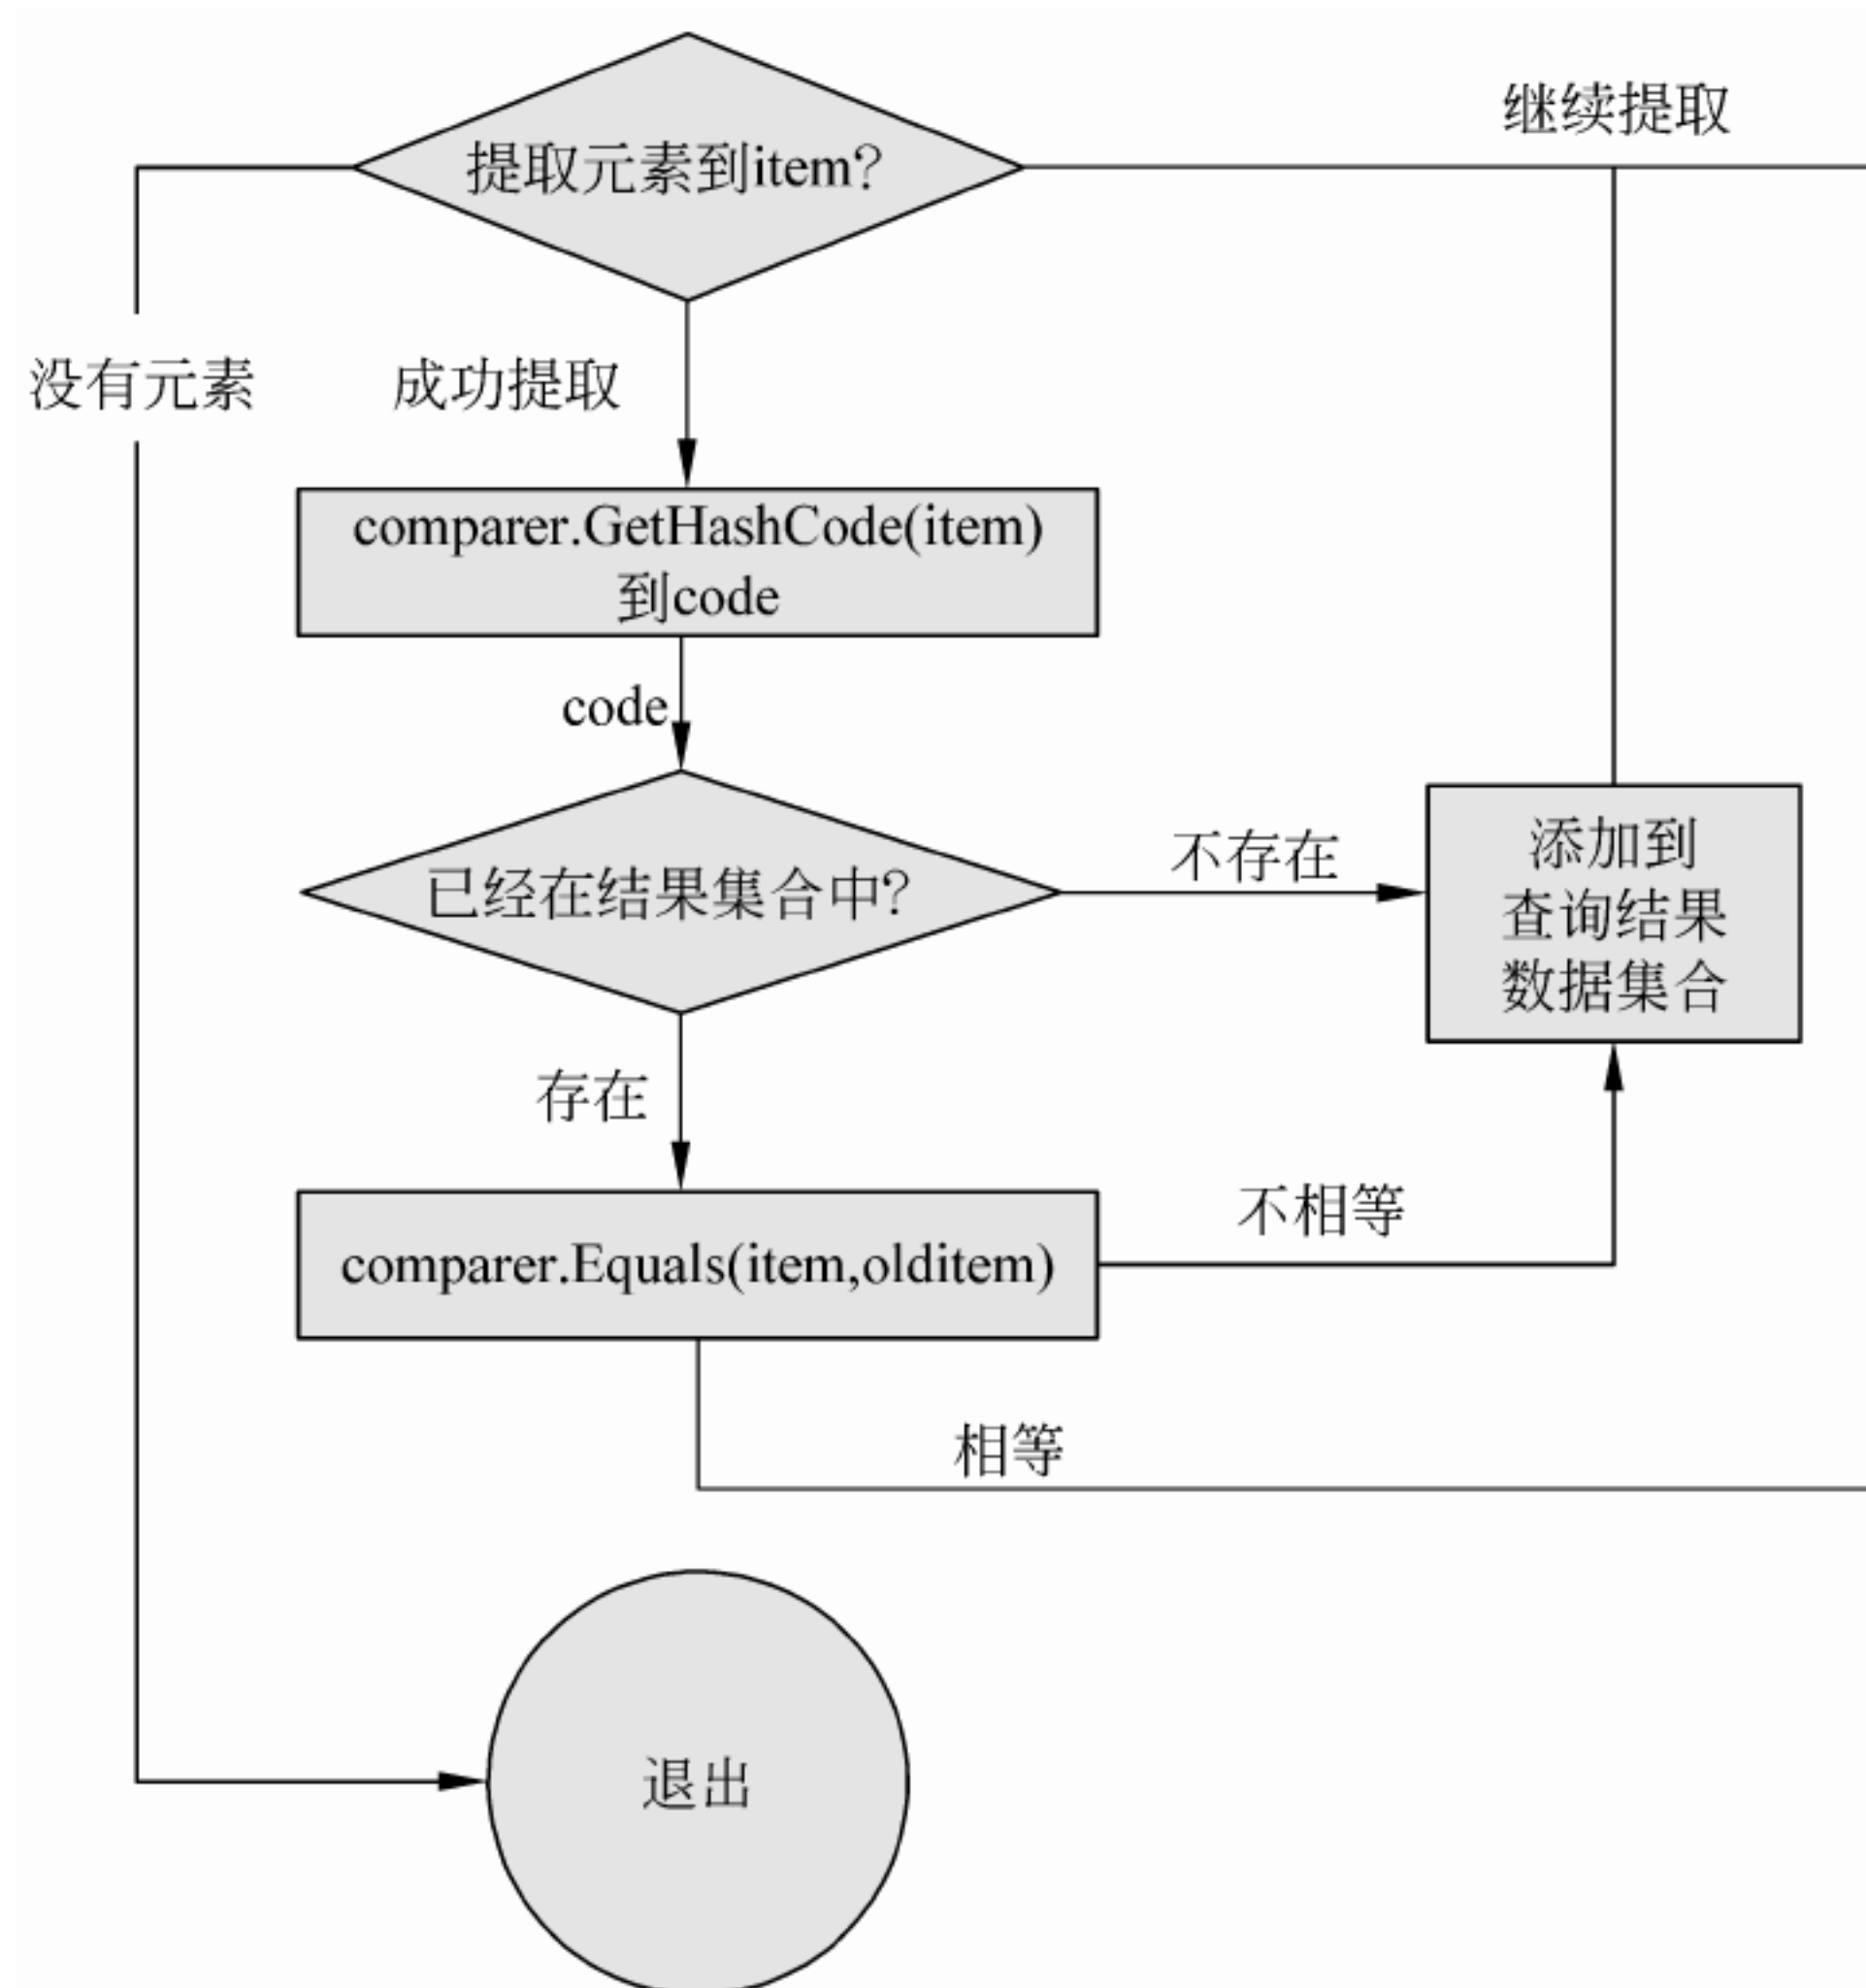 继续提取
提取元素到item?
没有元素
成功提取
comparer.GetHashCode(item)
到code
code
已经在结果集合中?
不存在
添加到
查询结果
数据集合
存在
不相等
comparer.Equals(item,olditem)
相等
退出